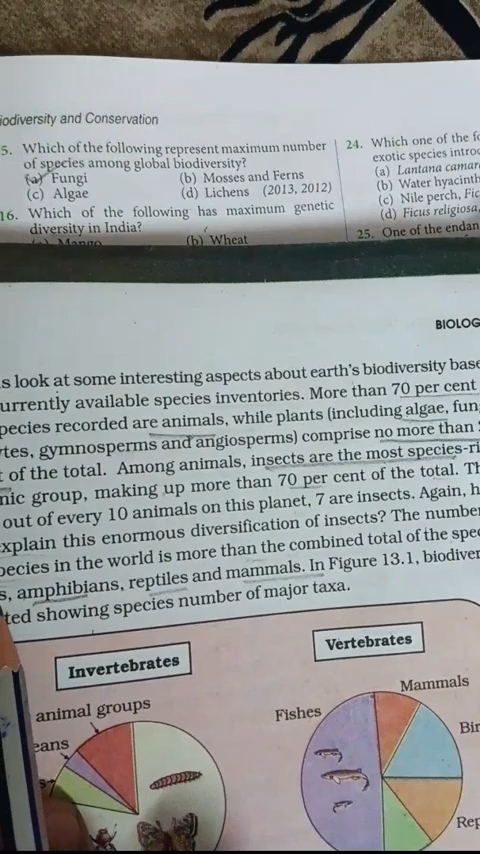 iodiversity and Conservation
5. Which of the following represent maximum number
of species among global biodiversity?
(a) Fungi (b) Mosses and Ferns
(c) Algae (d) Lichens (2013, 2012)
16. Which of the following has maximum genetic
diversity in India?
(a) Mango (b) Wheat
24. Which one of the fo
exotic species introd
(a) Lantana camar
(b) Water hyacinth
(c) Nile perch, Fic
(d) Ficus religiosa,
25. One of the endan
BIOLOG
s look at some interesting aspects about earth's biodiversity base
urrently available species inventories. More than 70 per cent
pecies recorded are animals, while plants (including algae, fun
tes, gymnosperms and angiosperms) comprise no more than
t of the total. Among animals, insects are the most species-ri
nic group, making up more than 70 per cent of the total. Th
out of every 10 animals on this planet, 7 are insects. Again, h
xplain this enormous diversification of insects? The number
pecies in the world is more than the combined total of the spec
s, amphibians, reptiles and mammals. In Figure 13.1, biodiver
ted showing species number of major taxa.
Invertebrates
animal groups
eans
s
Vertebrates
Fishes
Mammals
Bir
Rep